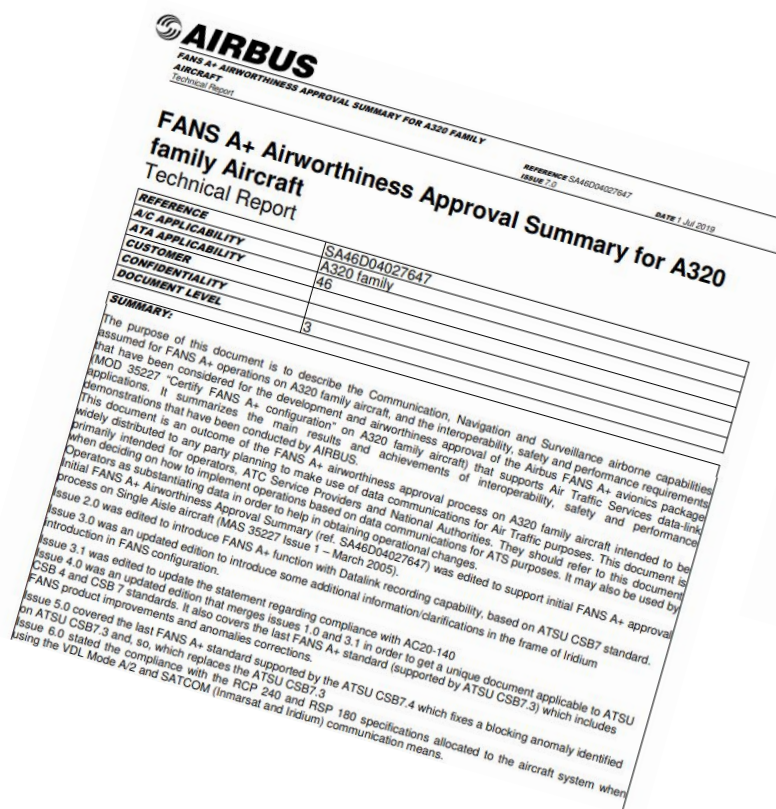 AIRBUS
FANS A+ AIRWORTHINESS APPROVAL SUMMARY FOR A320 FAMILY
AIRCRAFT
Technical Report
REFERENCE SA46D04027647
ISSUE 7.0
DATE 1 Jul 2019
FANS A+ Airworthiness Approval Summary for A320
family Aircraft
Technical Report
REFERENCE SA46D04027647
A/C APPLICABILITY A320 family
ATA APPLICABILITY 46
CUSTOMER
CONFIDENTIALITY
DOCUMENT LEVEL 3
SUMMARY:
The purpose of this document is to describe the Communication, Navigation and Surveillance airborne capabilities
assumed for FANS A+ operations on A320 family aircraft, and the interoperability, safety and performance requirements
that have been considered for the development and airworthiness approval of the Airbus FANS A+ avionics package
(MOD 35227 “Certify FANS A+ configuration” on A320 family aircraft) that supports Air Traffic Services data-link
applications. It summarizes the main results and achievements of interoperability, safety and performance
demonstrations that have been conducted by AIRBUS.
This document is an outcome of the FANS A+ airworthiness approval process on A320 family aircraft intended to be
widely distributed to any party planning to make use of data communications for Air Traffic purposes. This document is
primarily intended for operators, ATC Service Providers and National Authorities. They should refer to this document
when deciding on how to implement operations based on data communications for ATS purposes. It may also be used by
Operators as substantiating data in order to help in obtaining operational changes.
Initial FANS A+ Airworthiness Approval Summary (ref. SA46D04027647) was edited to support initial FANS A+ approval
process on Single Aisle aircraft (MAS 35227 Issue 1 – March 2005).
Issue 2.0 was edited to introduce FANS A+ function with Datalink recording capability, based on ATSU CSB7 standard.
Issue 3.0 was an updated edition to introduce some additional information/clarifications in the frame of Iridium
introduction in FANS configuration.
Issue 3.1 was edited to update the statement regarding compliance with AC20-140
Issue 4.0 was an updated edition that merges issues 1.0 and 3.1 in order to get a unique document applicable to ATSU
CSB 4 and CSB 7 standards. It also covers the last FANS A+ standard (supported by ATSU CSB7.3) which includes
FANS product improvements and anomalies corrections.
Issue 5.0 covered the last FANS A+ standard supported by the ATSU CSB7.4 which fixes a blocking anomaly identified
on ATSU CSB7.3 and, so, which replaces the ATSU CSB7.3
Issue 6.0 stated the compliance with the RCP 240 and RSP 180 specifications allocated to the aircraft system when
using the VDL Mode A/2 and SATCOM (Inmarsat and Iridium) communication means.